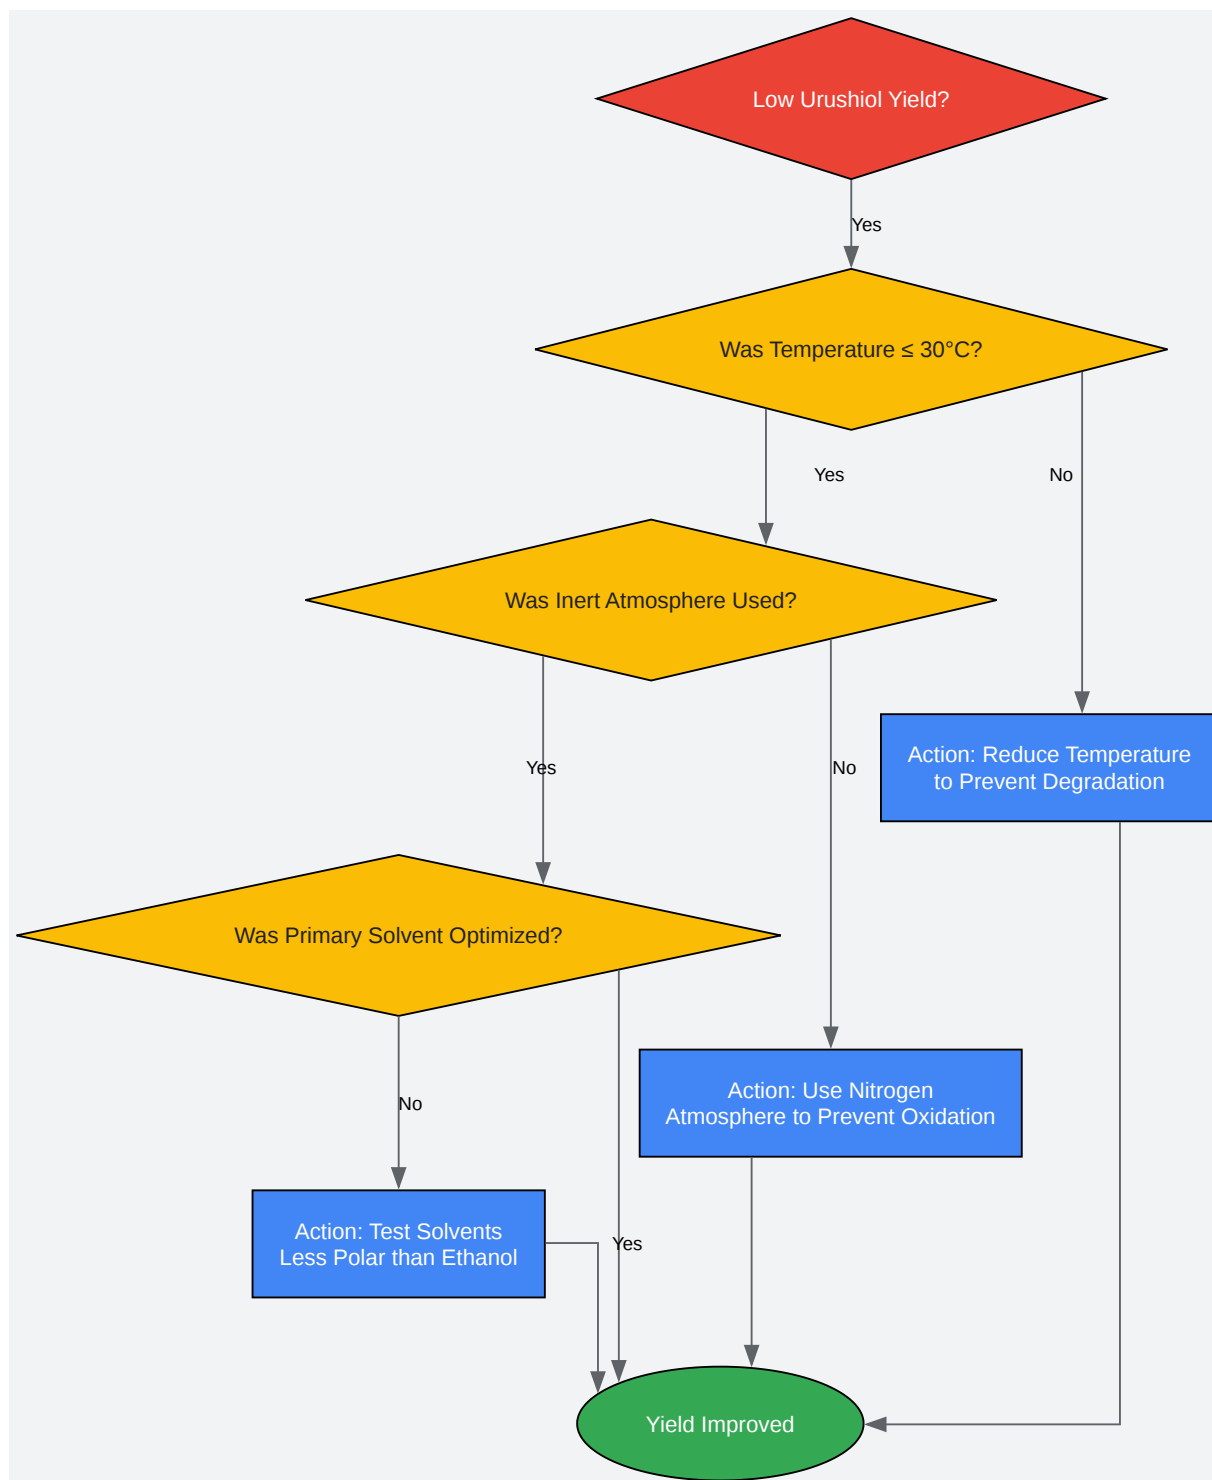 Low Urushiol Yield?
Yes
Was Temperature ≤ 30°C?
Yes
No
Was Inert Atmosphere Used?
Action: Reduce Temperature
to Prevent Degradation
Yes
No
Was Primary Solvent Optimized?
Action: Use Nitrogen
Atmosphere to Prevent Oxidation
No
Action: Test Solvents
Less Polar than Ethanol
Yes
Yield Improved